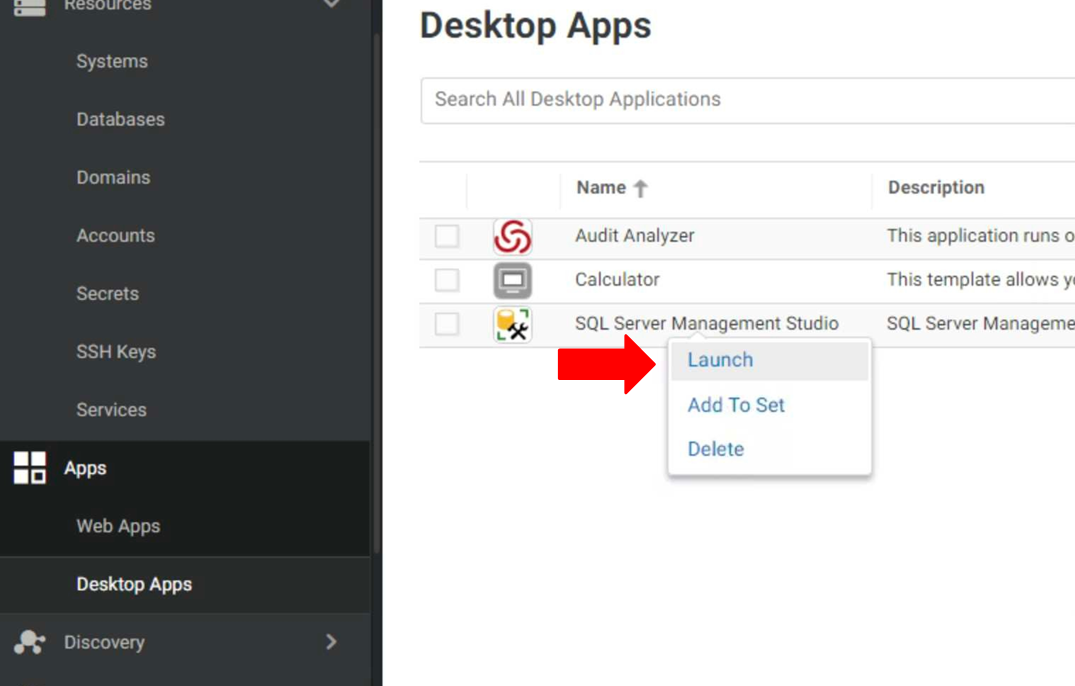 Resources
Systems
Databases
Domains
Accounts
Secrets
SSH Keys
Services
Apps
Web Apps
Desktop Apps
Discovery
Desktop Apps
Search All Desktop Applications
Name Description
Audit Analyzer This application runs o
Calculator This template allows yo
SQL Server Management Studio SQL Server Manageme
Launch
Add To Set
Delete